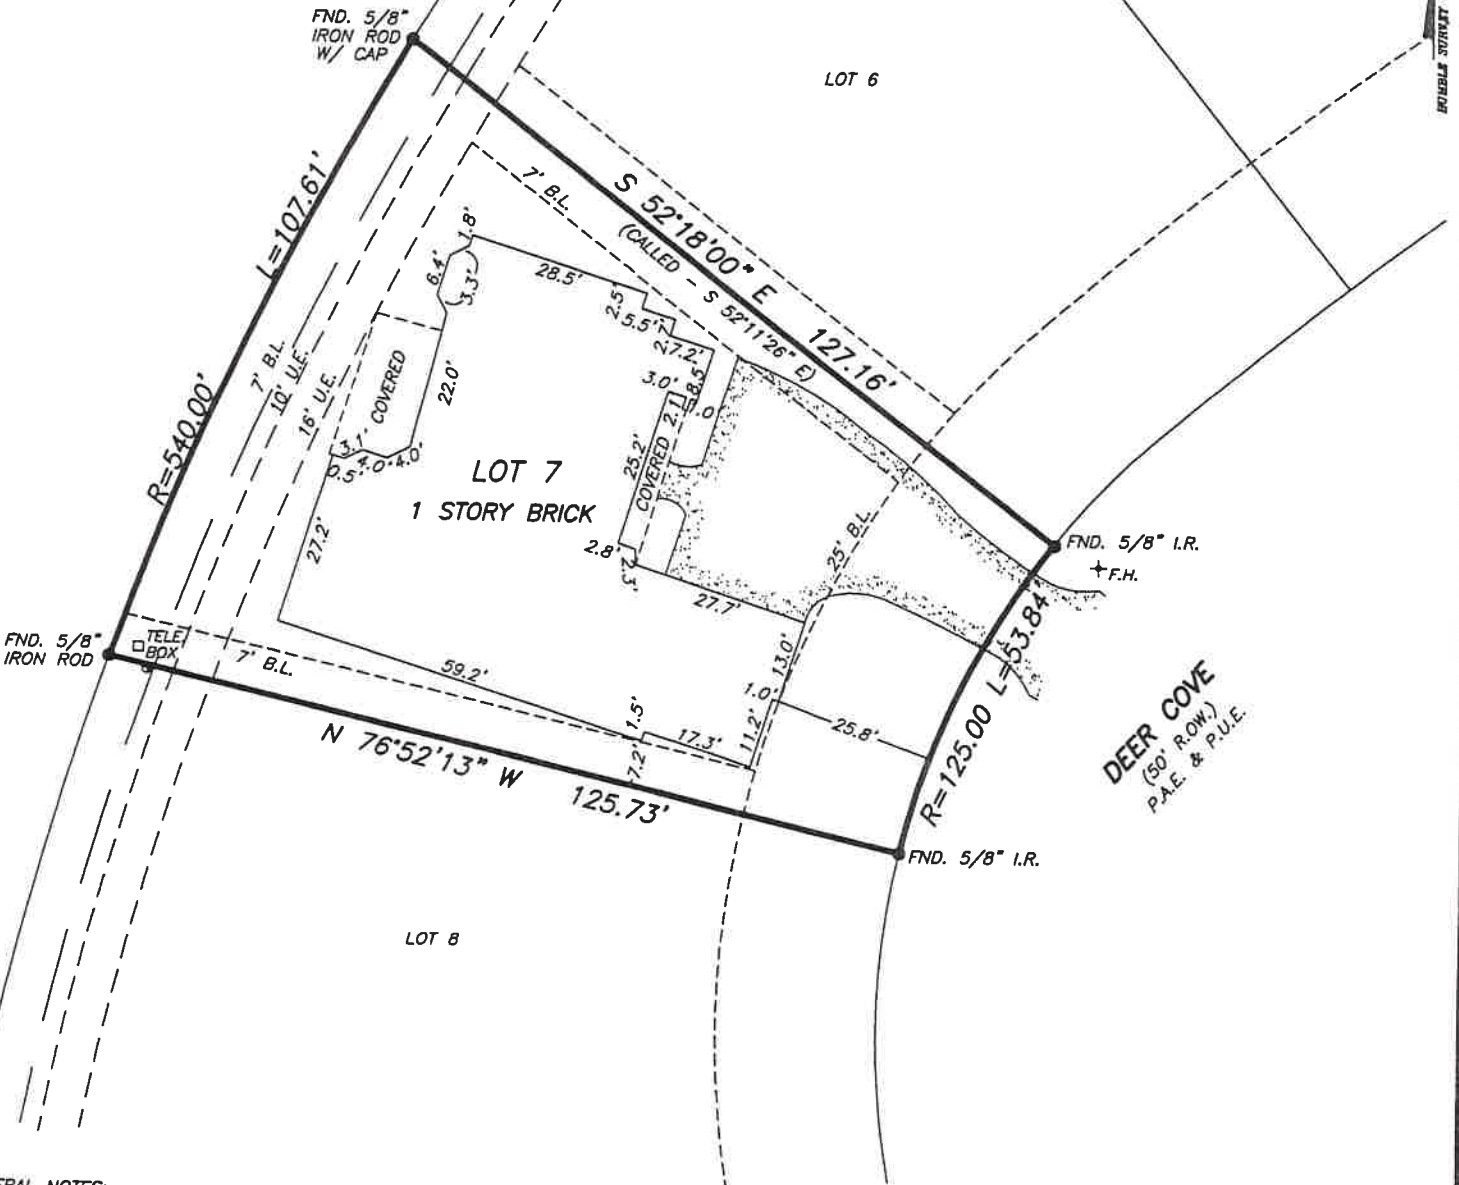 FND. 5/8"
IRON ROD
W/ CAP
LOT 6
HUMBLE SURVEY
L=107.61'
R=540.00'
7' B.L.
S 52°18'00" E 127.16'
(CALLED - S 52°11'26" E)
1.8'
6.4'
3.3'
28.5'
2.5'
5.5'
2.7'
7.2'
8.5'
3.0'
2.1'
.0'
COVERED
22.0'
7' B.L.
10' U.E.
16' U.E.
3.1'
0.5'
4.0'
4.0'
25.2'
COVERED
LOT 7
1 STORY BRICK
27.2'
2.8'
2.3'
27.7'
25' B.L.
FND. 5/8" I.R.
F.H.
R=125.00 L=53.84'
FND. 5/8"
IRON ROD
TELE.
BOX
7' B.L.
59.2'
1.5'
17.3'
7.2'
11.2'
1.0'
13.0'
25.8'
N 76°52'13" W 125.73'
DEER COVE
(50' R.O.W.)
P.A.E. & P.U.E.
FND. 5/8" I.R.
LOT 8
NOTES: